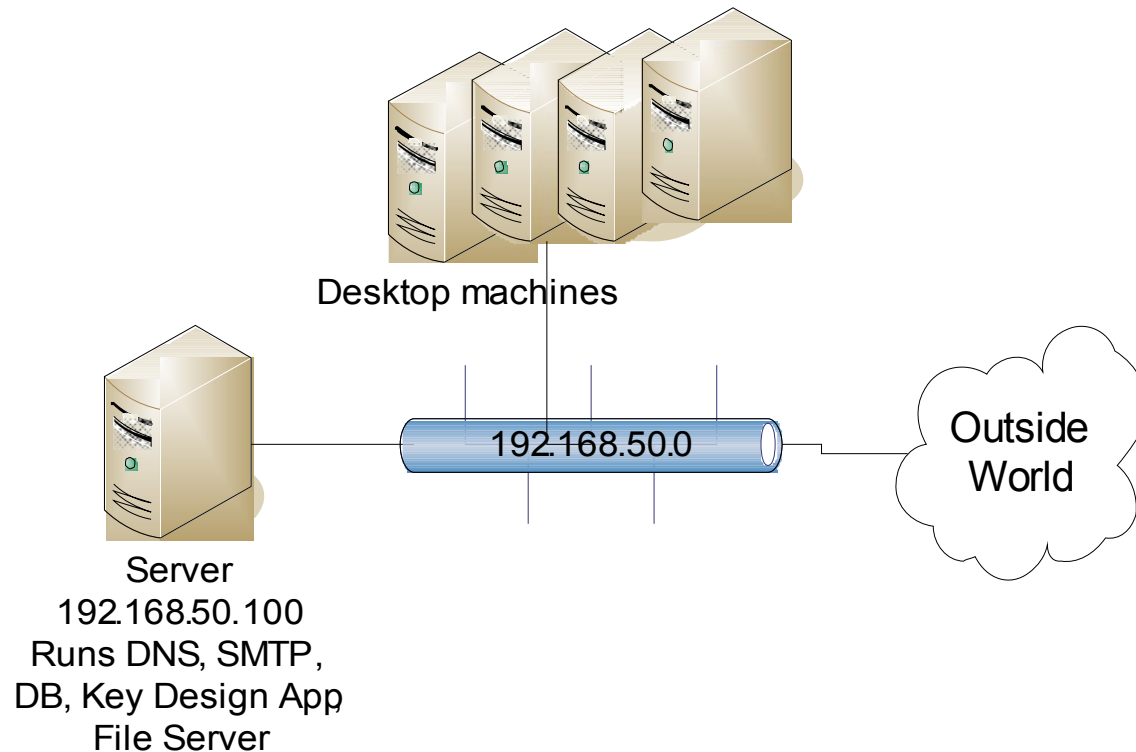 Desktop machines
192.168.50.0
Outside
World
Server
192.168.50.100
Runs DNS, SMTP,
DB, Key Design App,
File Server